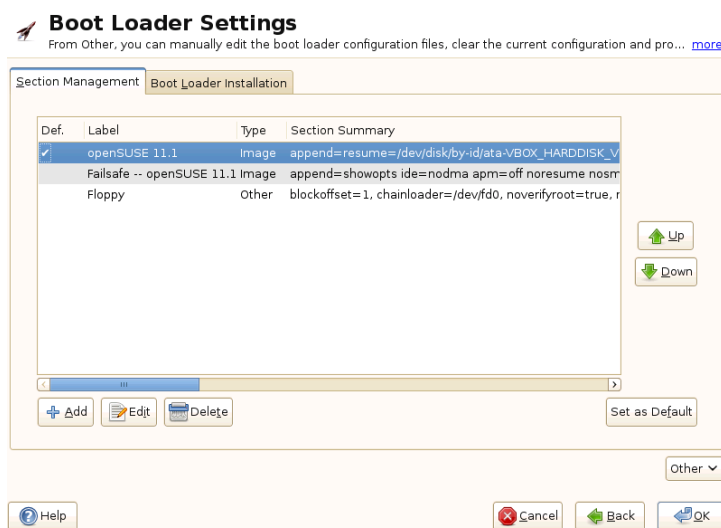 Boot Loader Settings
From Other, you can manually edit the boot loader configuration files, clear the current configuration and pro... more
Section Management Boot Loader Installation
Def. Label Type Section Summary
openSUSE 11.1 Image append=resume=/dev/disk/by-id/ata-VBOX_HARDDISK_V
Failsafe -- openSUSE 11.1 Image append=showopts ide=nodma apm=off noresume nosm
Floppy Other blockoffset=1, chainloader=/dev/fd0, noverifyroot=true, r
Up
Down
Add Edit Delete Set as Default
Other
Help Cancel Back OK